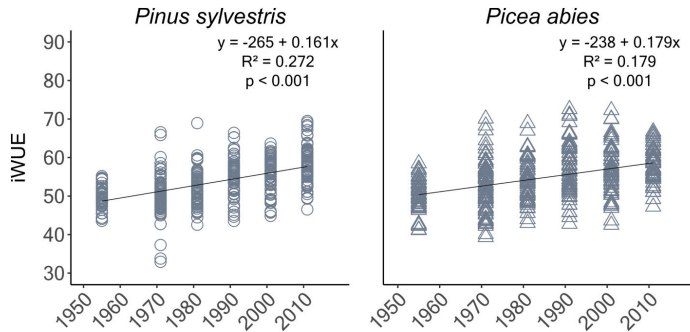 Pinus sylvestris
Picea abies
y = -265 + 0.161x
R² = 0.272
p < 0.001
y = -238 + 0.179x
R² = 0.179
p < 0.001
iWUE
90
80
70
60
50
40
30
1950
1960
1970
1980
1990
2000
2010
1950
1960
1970
1980
1990
2000
2010